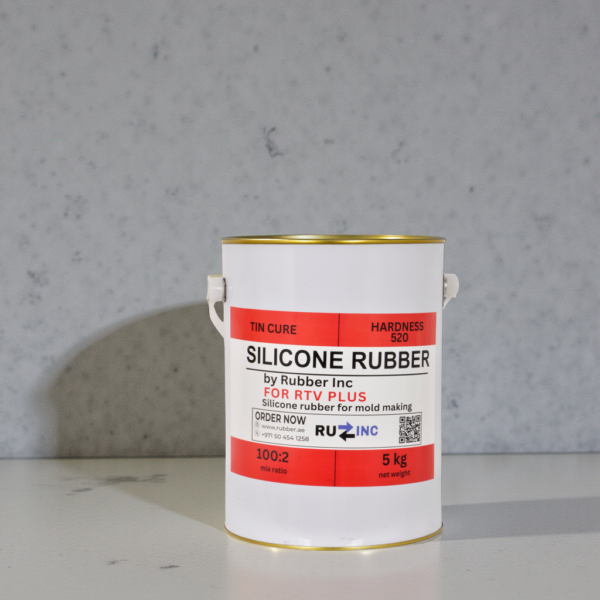 TIN CURE
HARDNESS
520
SILICONE RUBBER
by Rubber Inc
FOR RTV PLUS
Silicone rubber for mold making
ORDER NOW
www.rubber.ae
+971 50 454 1258
RU INC
100:2
mix ratio
5 kg
net weight